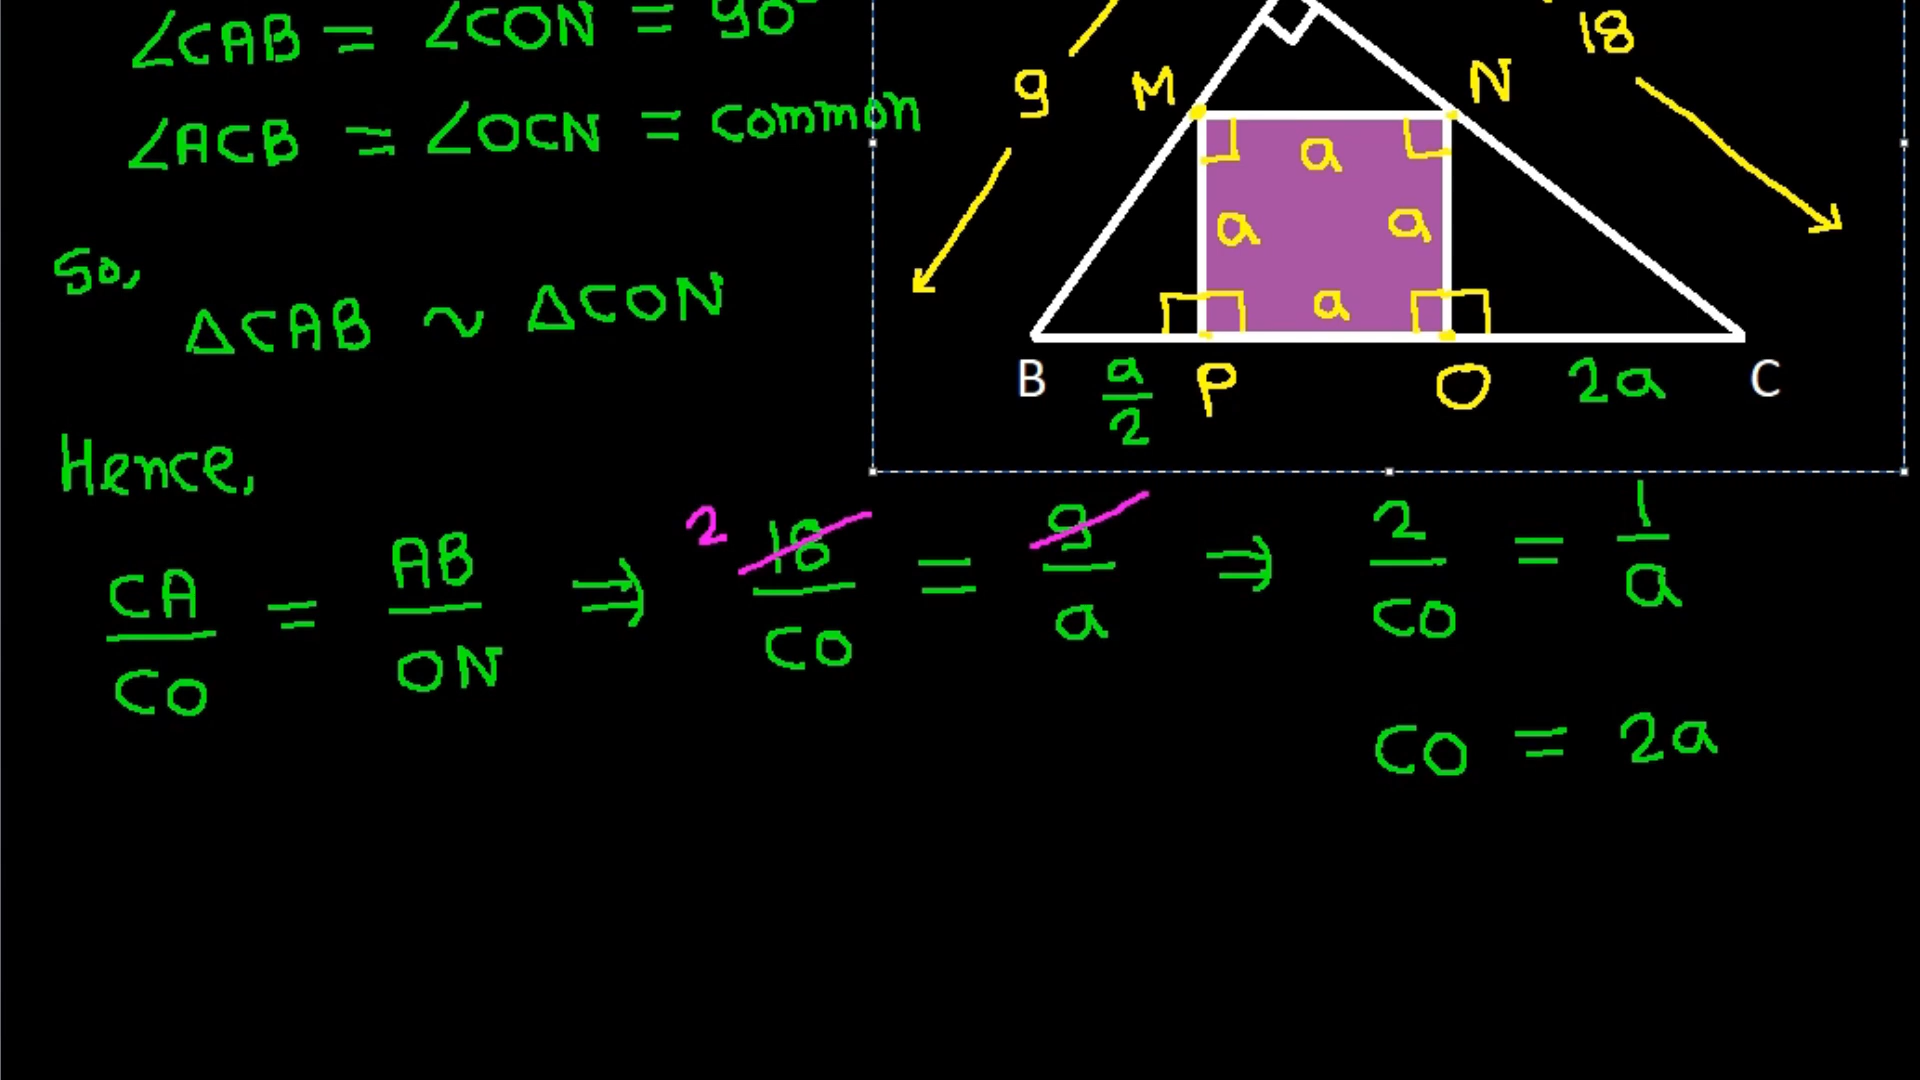 ∠CAB = ∠CON = 90°
∠ACB = ∠OCN = common
So,
ΔCAB ~ ΔCON
Hence,
CA/CO = AB/ON ⇒ 2 18/CO = 9/a ⇒ 2/CO = 1/a
CO = 2a
18
9 M N
a
a a
a
B a/2 P O 2a C